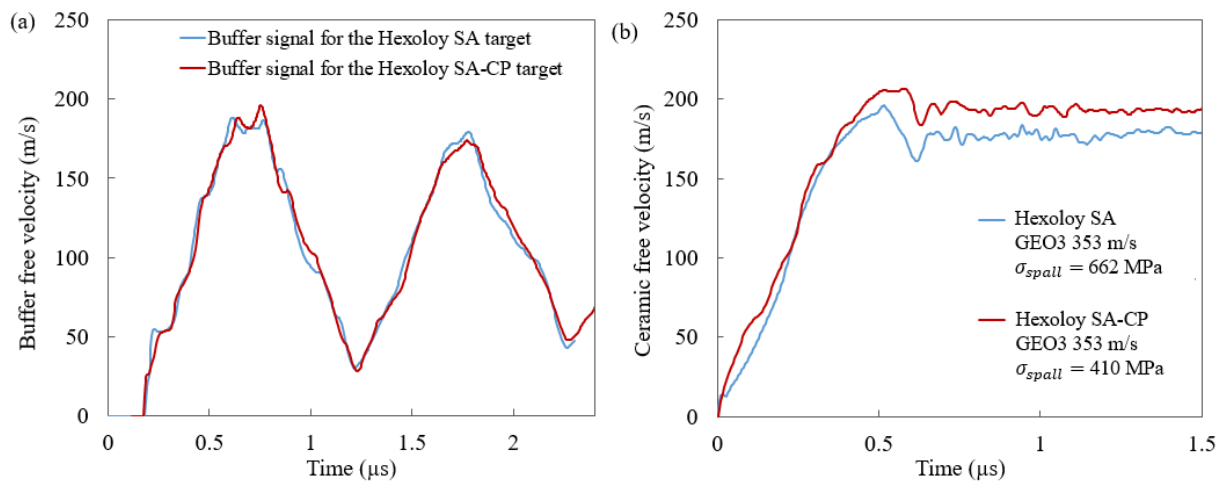 (a)
250
200
150
100
50
0
Buffer free velocity (m/s)
Buffer signal for the Hexoloy SA target
Buffer signal for the Hexoloy SA-CP target
0 0.5 1 1.5 2
Time (µs)
(b)
250
200
150
100
50
0
Ceramic free velocity (m/s)
Hexoloy SA
GEO3 353 m/s
σspall = 662 MPa
Hexoloy SA-CP
GEO3 353 m/s
σspall = 410 MPa
0 0.5 1 1.5
Time (µs)